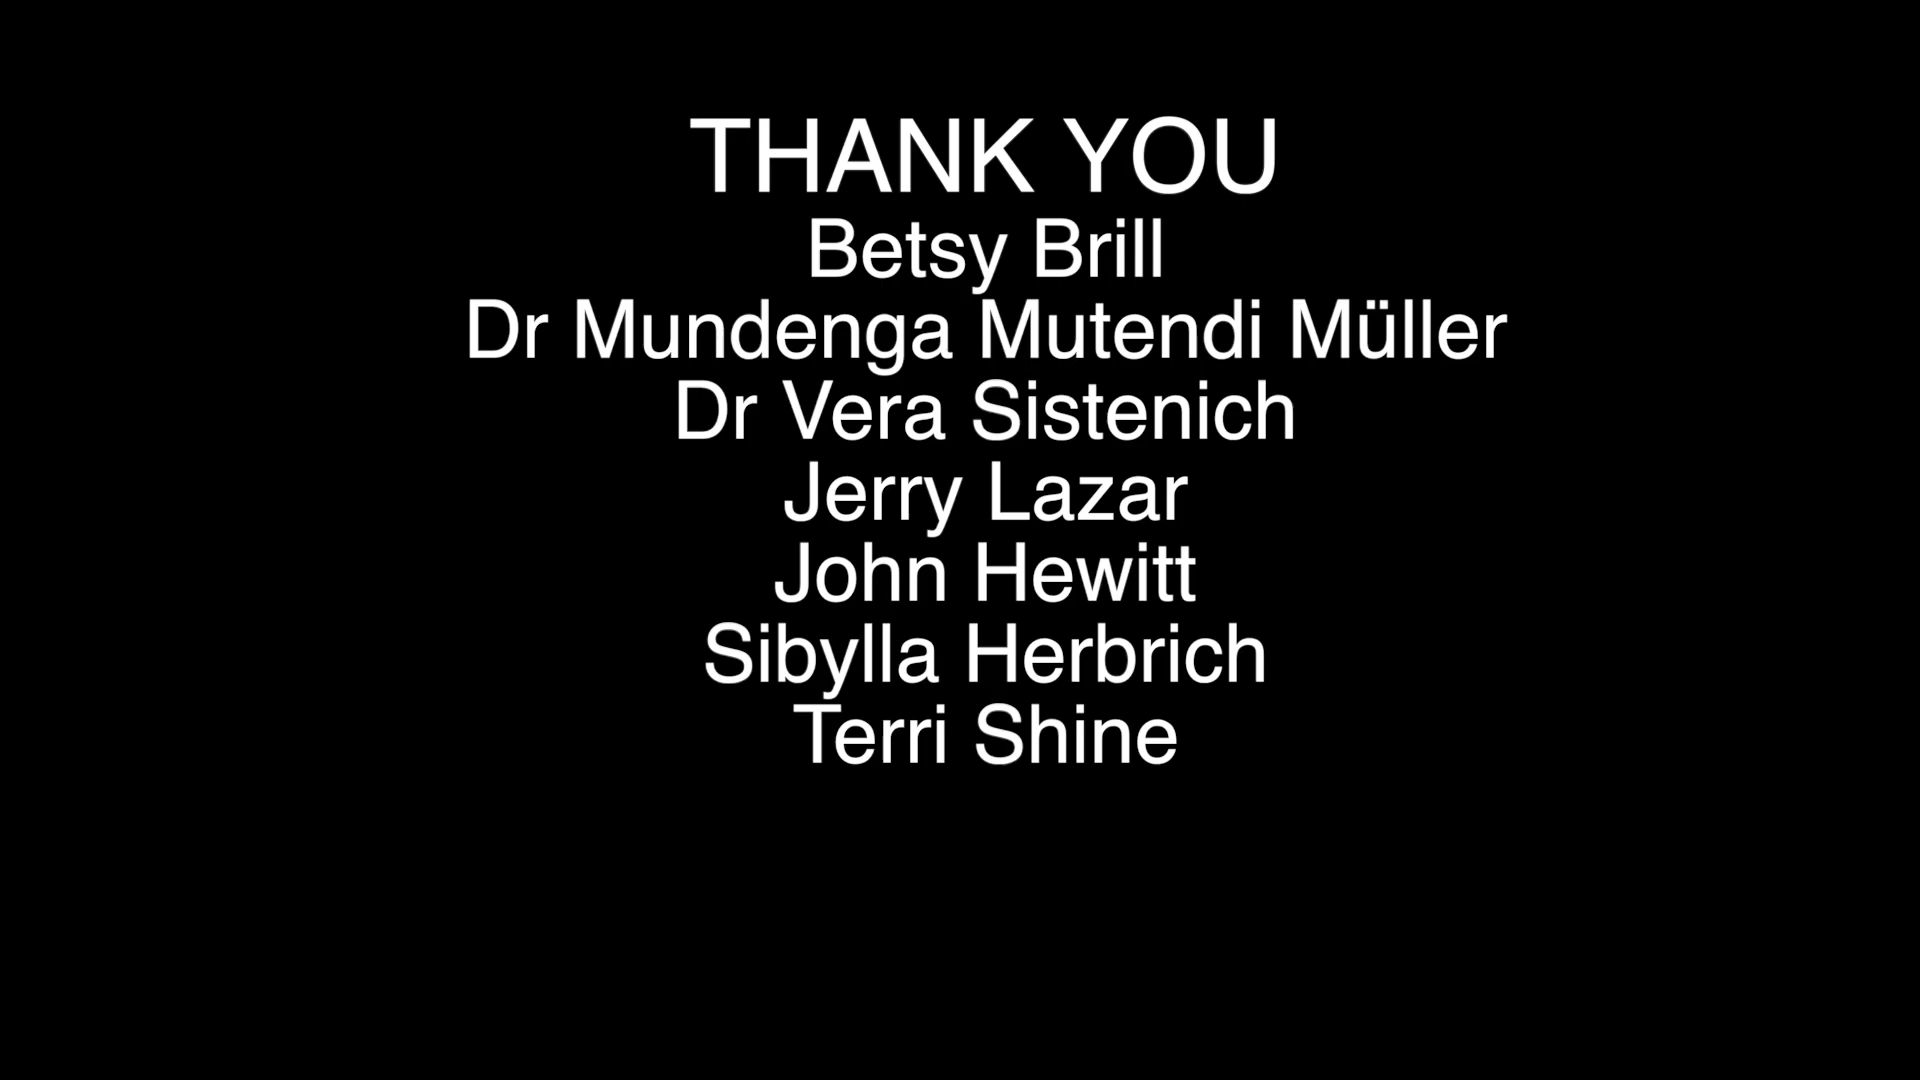 THANK YOU
Betsy Brill
Dr Mundenga Mutendi Müller
Dr Vera Sistenich
Jerry Lazar
John Hewitt
Sibylla Herbrich
Terri Shine